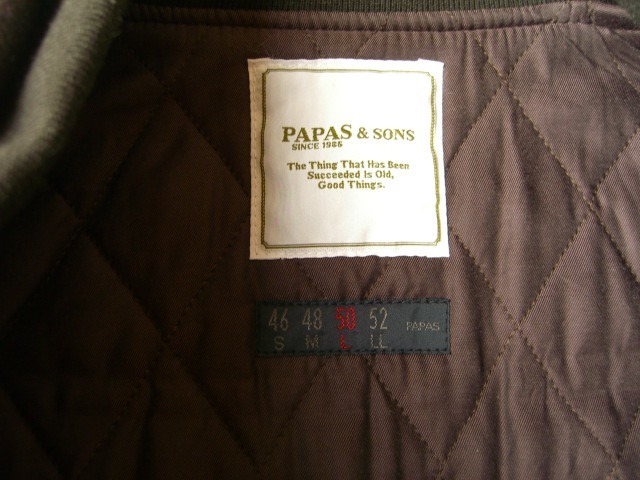 PAPAS & SONS
SINCE 1985
The Thing That Has Been
Succeeded Is Old,
Good Things.
46 48 50 52 PAPAS
S M L LL